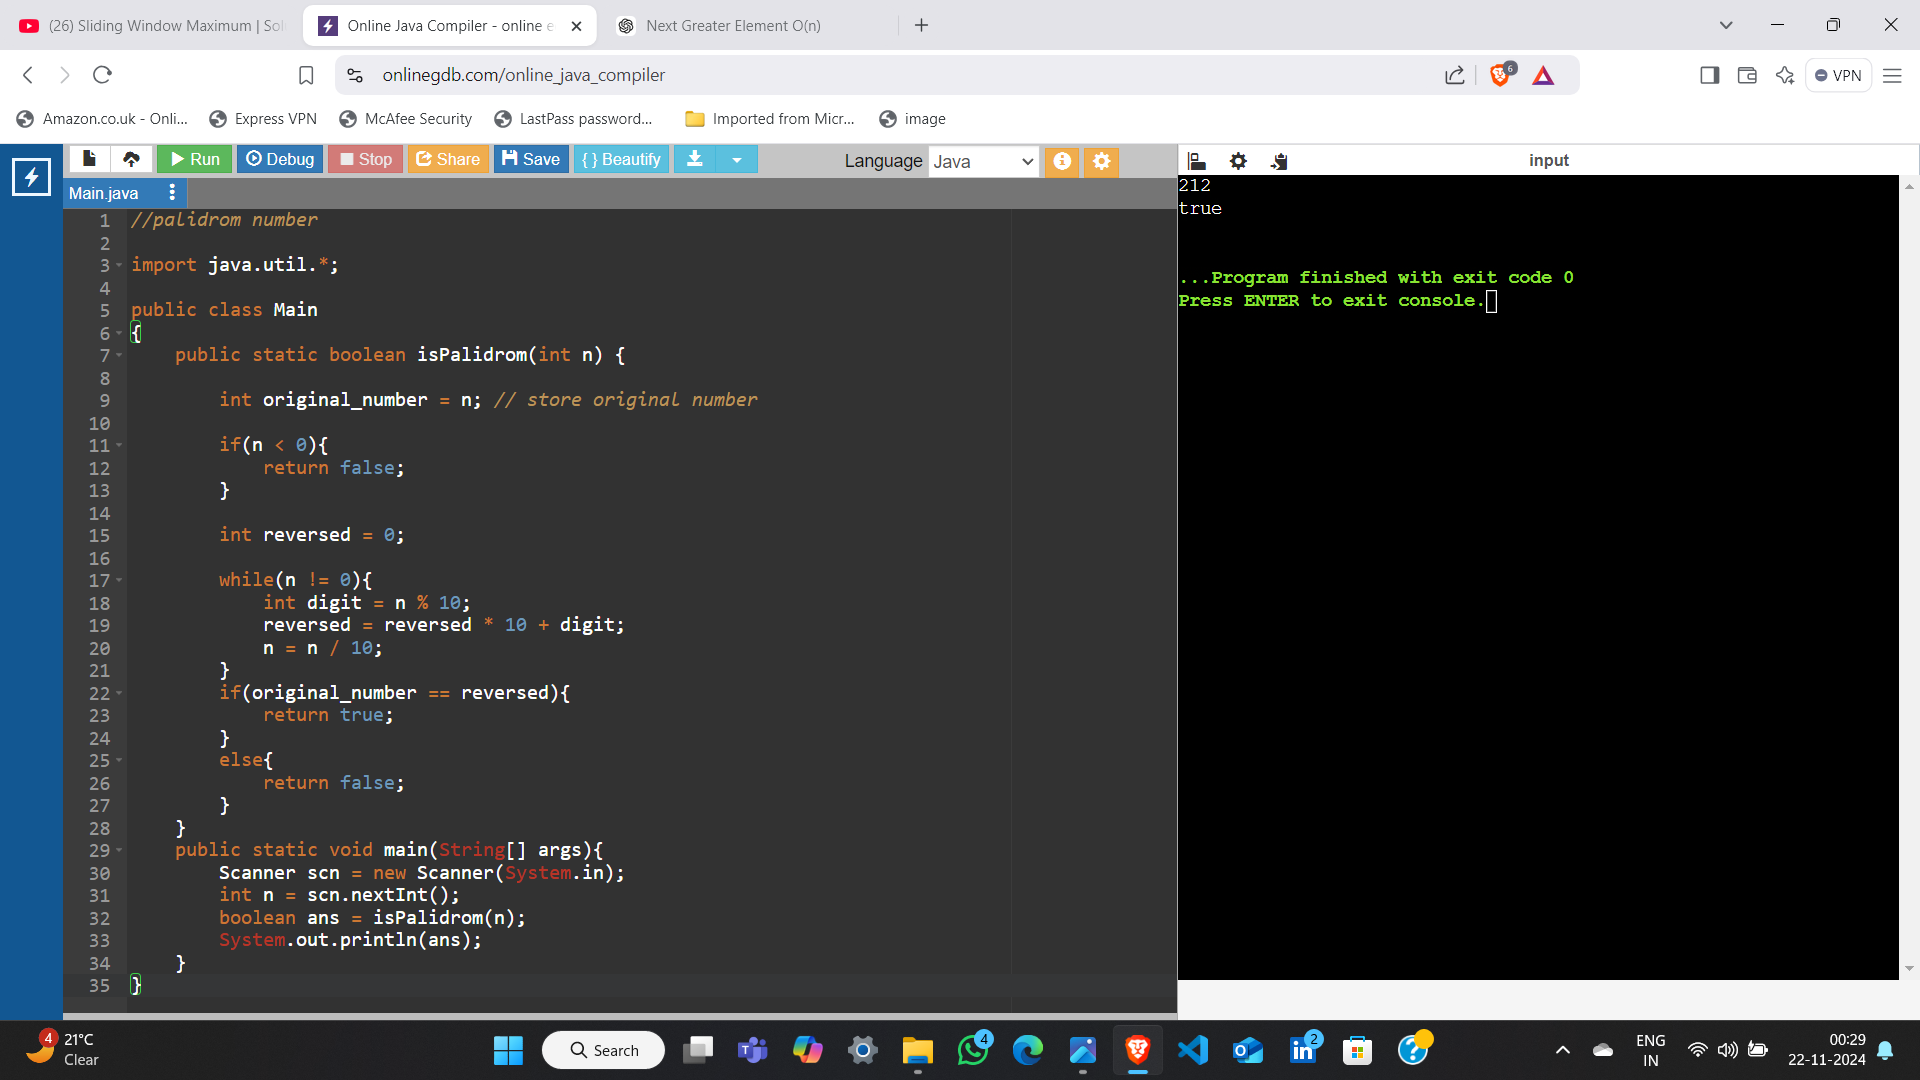 (26) Sliding Window Maximum | Sol
Online Java Compiler - online e
Next Greater Element O(n)
onlinegdb.com/online_java_compiler
6
VPN
Amazon.co.uk - Onli...
Express VPN
McAfee Security
LastPass password...
Imported from Micr...
image
Run
Debug
Stop
Share
Save
{ } Beautify
Language
Java
input
Main.java
1 //palidrom number
2
3 import java.util.*;
4
5 public class Main
6 {
7     public static boolean isPalidrom(int n) {
8
9         int original_number = n; // store original number
10
11         if(n < 0){
12             return false;
13         }
14
15         int reversed = 0;
16
17         while(n != 0){
18             int digit = n % 10;
19             reversed = reversed * 10 + digit;
20             n = n / 10;
21         }
22         if(original_number == reversed){
23             return true;
24         }
25         else{
26             return false;
27         }
28     }
29     public static void main(String[] args){
30         Scanner scn = new Scanner(System.in);
31         int n = scn.nextInt();
32         boolean ans = isPalidrom(n);
33         System.out.println(ans);
34     }
35 }
212
true
...Program finished with exit code 0
Press ENTER to exit console.
4
21°C
Clear
Search
4
2
ENG
IN
00:29
22-11-2024